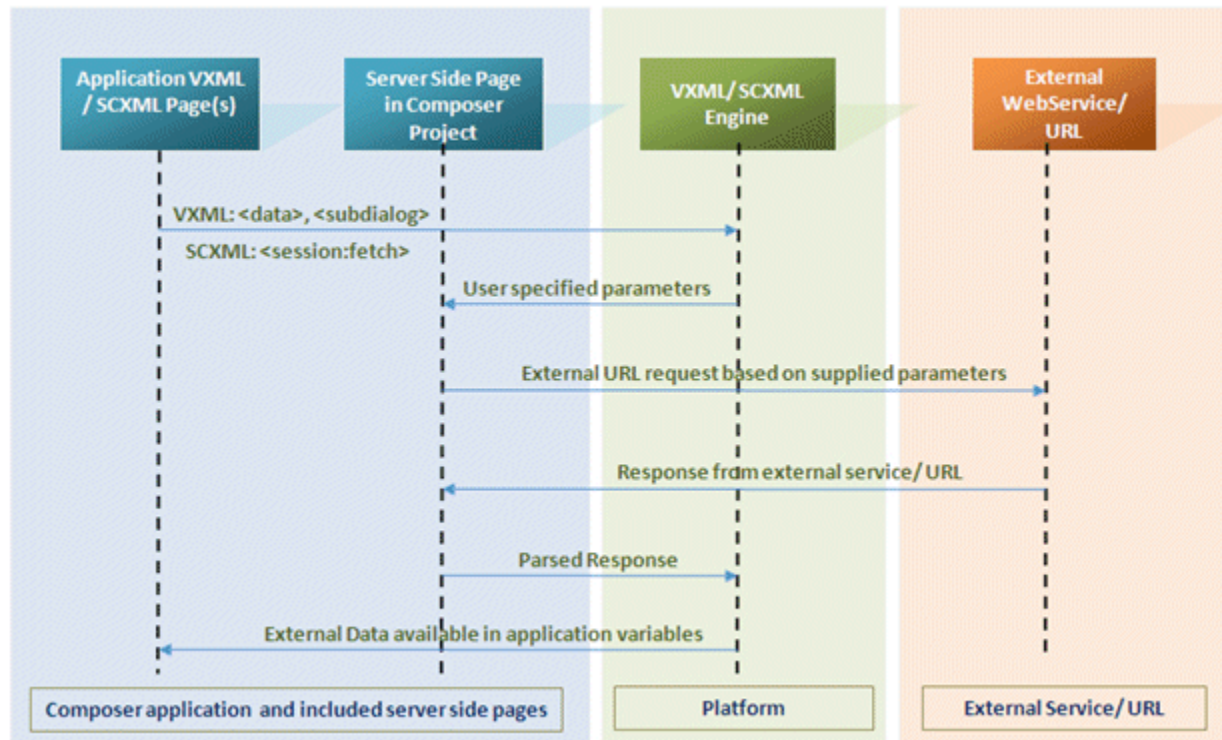 Application VXML
/ SCXML Page(s)
Server Side Page
in Composer
Project
VXML/ SCXML
Engine
External
WebService/
URL
VXML: <data>, <subdialog>
SCXML: <session:fetch>
User specified parameters
External URL request based on supplied parameters
Response from external service/ URL
Parsed Response
External Data available in application variables
Composer application and included server side pages
Platform
External Service/ URL